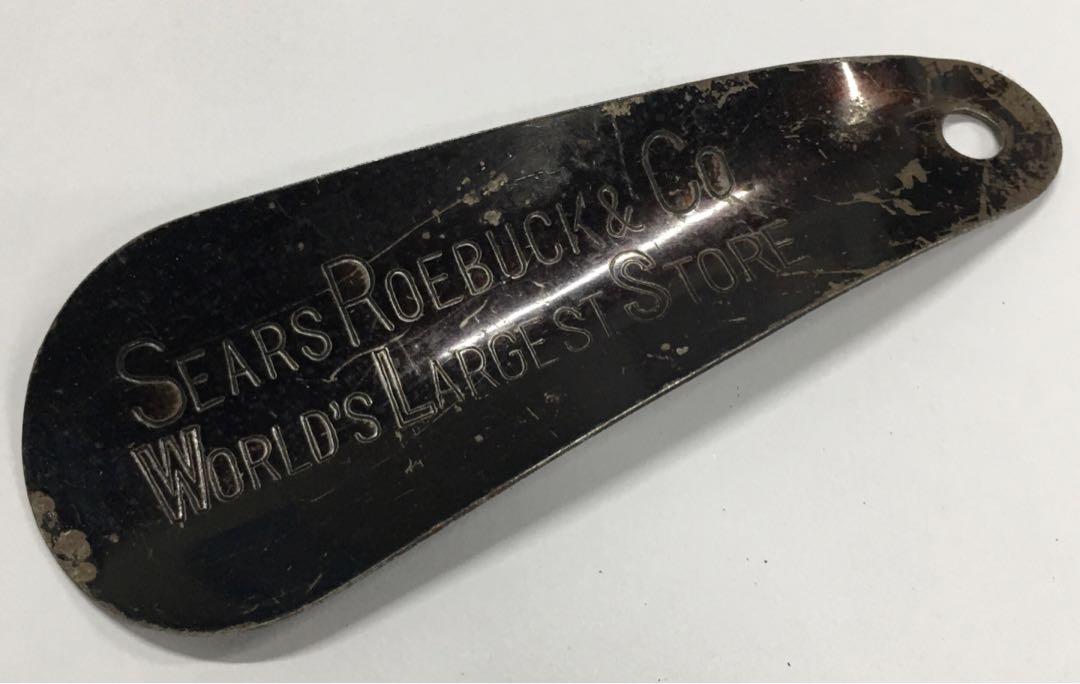 SEARS ROEBUCK & CO
WORLD'S LARGEST STORE